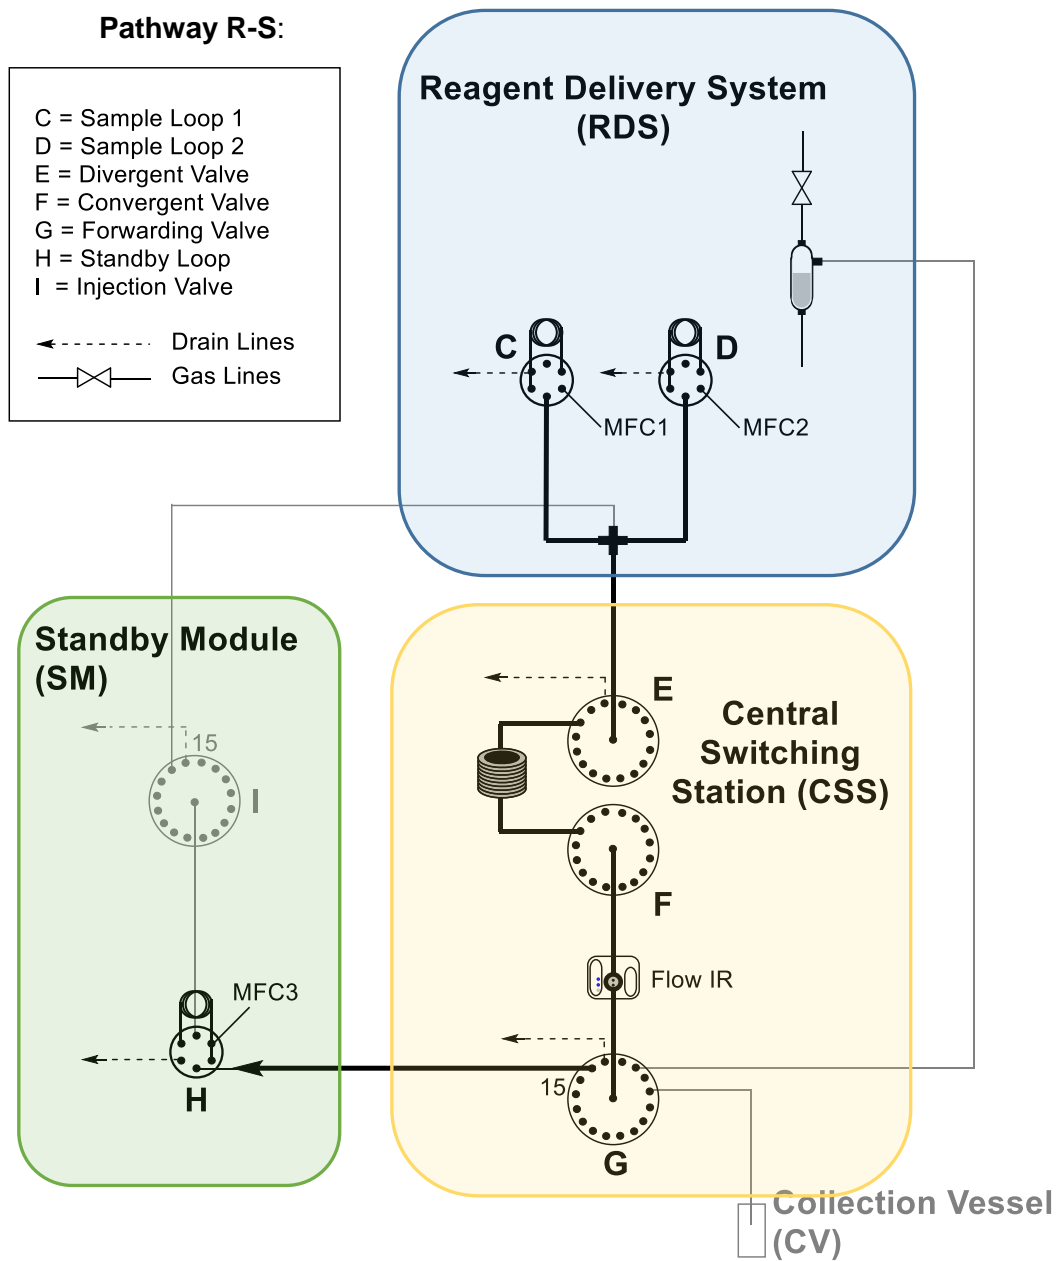 Pathway R-S:
C = Sample Loop 1
D = Sample Loop 2
E = Divergent Valve
F = Convergent Valve
G = Forwarding Valve
H = Standby Loop
I = Injection Valve
Drain Lines
Gas Lines
Reagent Delivery System
(RDS)
C
D
MFC1
MFC2
Standby Module
(SM)
15
I
MFC3
H
E
Central
Switching
Station (CSS)
F
Flow IR
15
G
Collection Vessel
(CV)